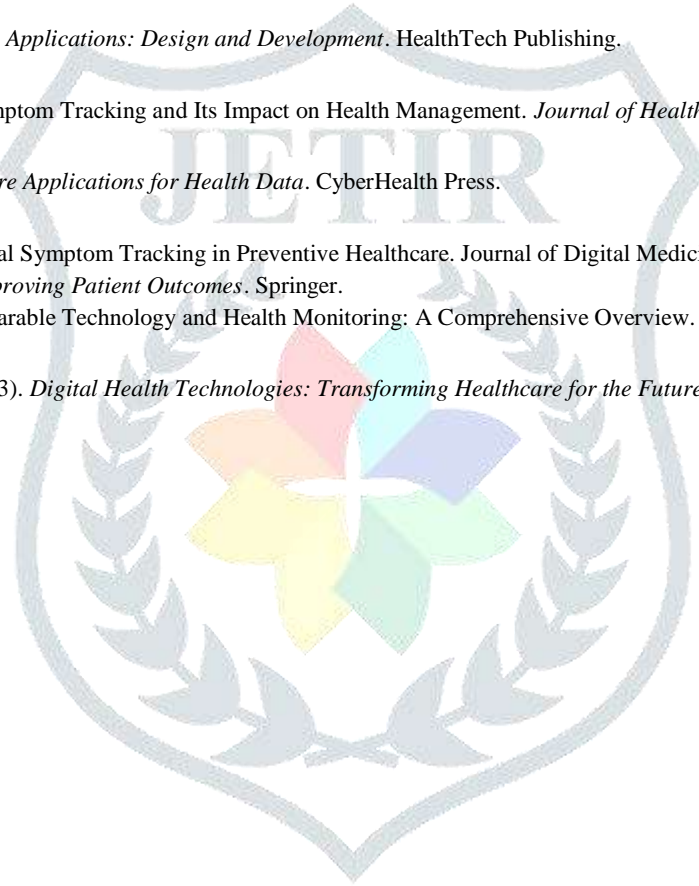 Applications: Design and Development. HealthTech Publishing.
mptom Tracking and Its Impact on Health Management. Journal of Health
re Applications for Health Data. CyberHealth Press.
al Symptom Tracking in Preventive Healthcare. Journal of Digital Medici
proving Patient Outcomes. Springer.
arable Technology and Health Monitoring: A Comprehensive Overview.
3). Digital Health Technologies: Transforming Healthcare for the Future
JETIR